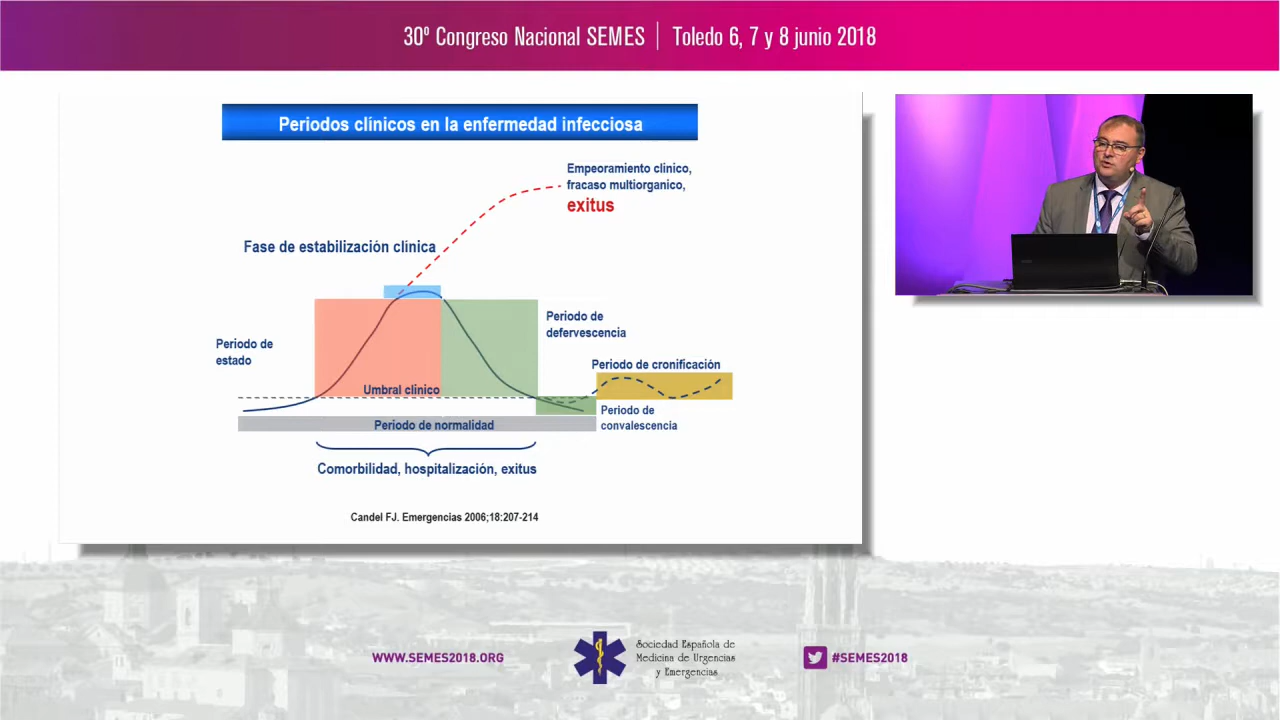 30º Congreso Nacional SEMES | Toledo 6, 7 y 8 junio 2018
Periodos clínicos en la enfermedad infecciosa
Empeoramiento clínico,
fracaso multiorganico,
exitus
Fase de estabilización clínica
Periodo de
estado
Periodo de
defervescencia
Periodo de cronificación
Umbral clinico
Periodo de
convalescencia
Periodo de normalidad
Comorbilidad, hospitalización, exitus
Candel FJ. Emergencias 2006;18:207-214
WWW.SEMES2018.ORG
Sociedad Española de
Medicina de Urgencias
y Emergencias
#SEMES2018